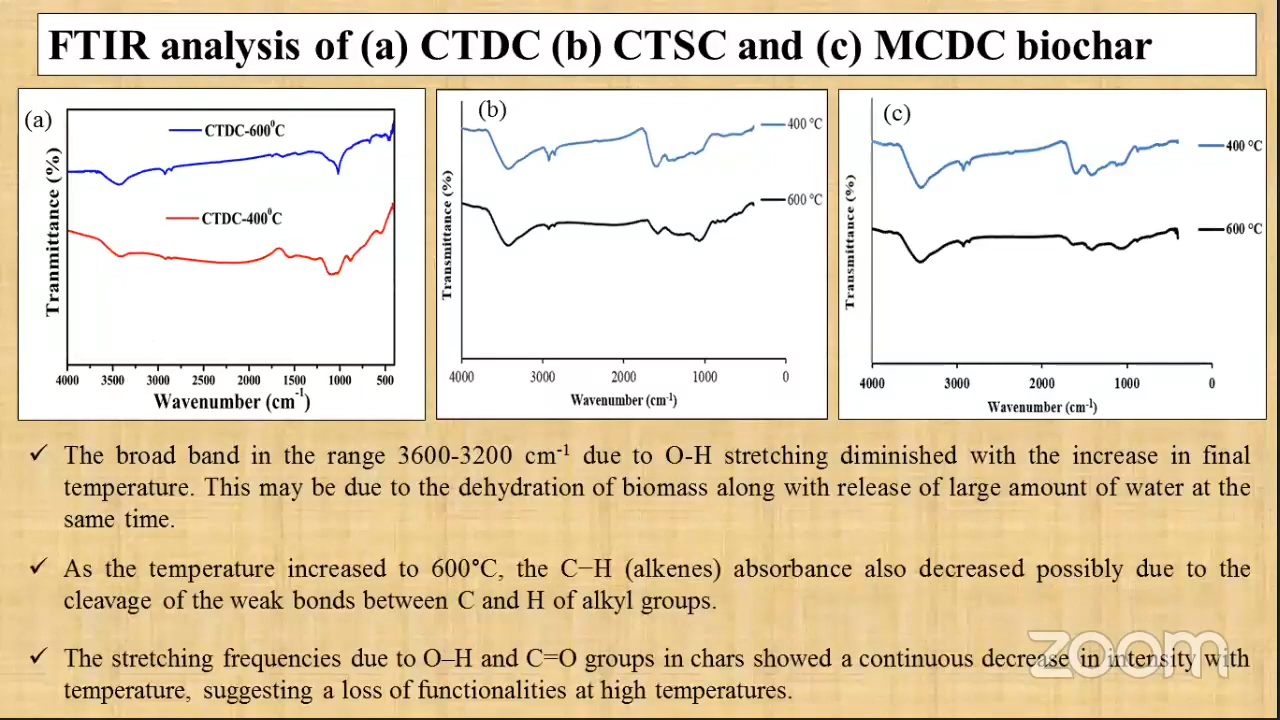 FTIR analysis of (a) CTDC (b) CTSC and (c) MCDC biochar
(a)
CTDC-600⁰C
CTDC-400⁰C
Tranmittance (%)
4000 3500 3000 2500 2000 1500 1000 500
Wavenumber (cm⁻¹)
(b)
400 °C
600 °C
Transmittance (%)
4000 3000 2000 1000 0
Wavenumber (cm⁻¹)
(c)
400 °C
600 °C
Transmittance (%)
4000 3000 2000 1000 0
Wavenumber (cm⁻¹)
✓ The broad band in the range 3600-3200 cm⁻¹ due to O-H stretching diminished with the increase in final
temperature. This may be due to the dehydration of biomass along with release of large amount of water at the
same time.
✓ As the temperature increased to 600°C, the C−H (alkenes) absorbance also decreased possibly due to the
cleavage of the weak bonds between C and H of alkyl groups.
✓ The stretching frequencies due to O–H and C=O groups in chars showed a continuous decrease in intensity with
temperature, suggesting a loss of functionalities at high temperatures.
zoom